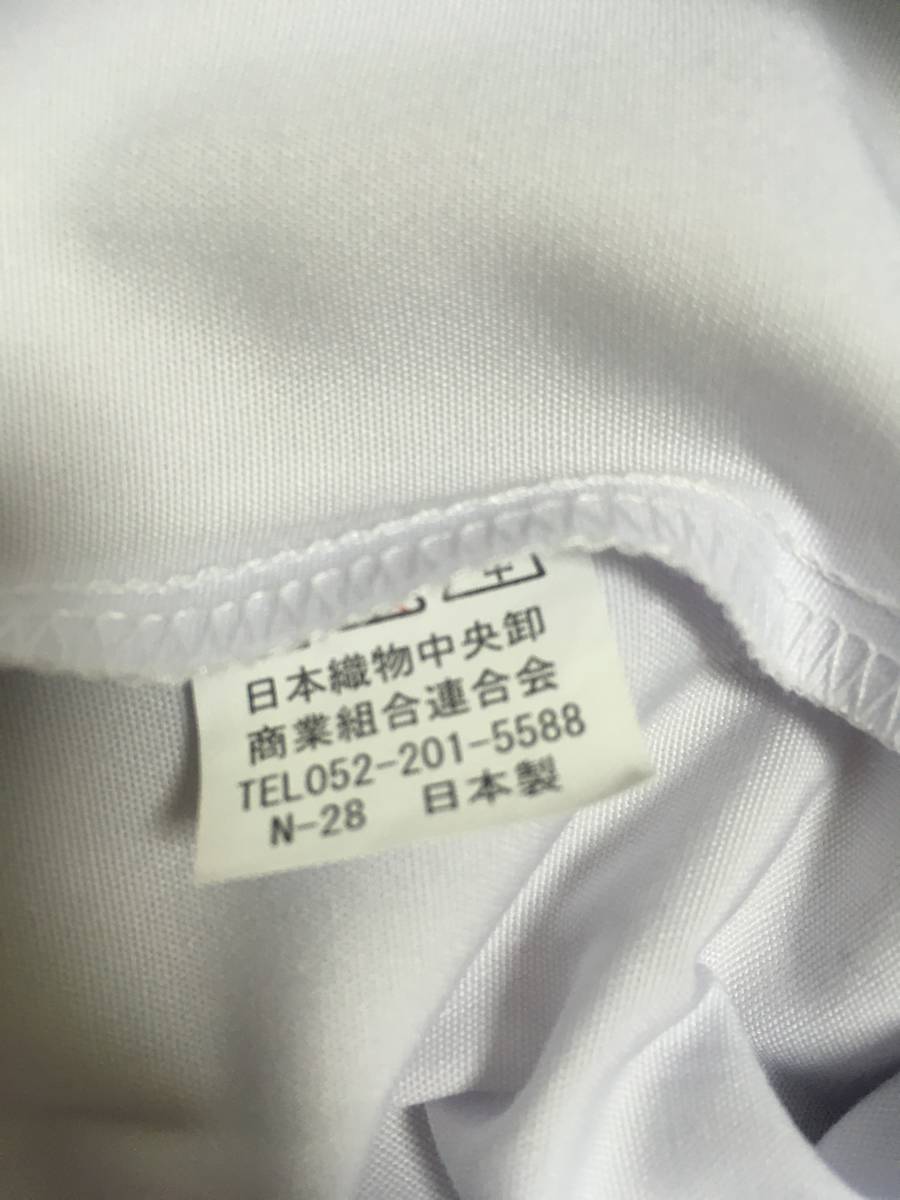 日本織物中央卸
商業組合連合会
TEL052-201-5588
N-28 日本製